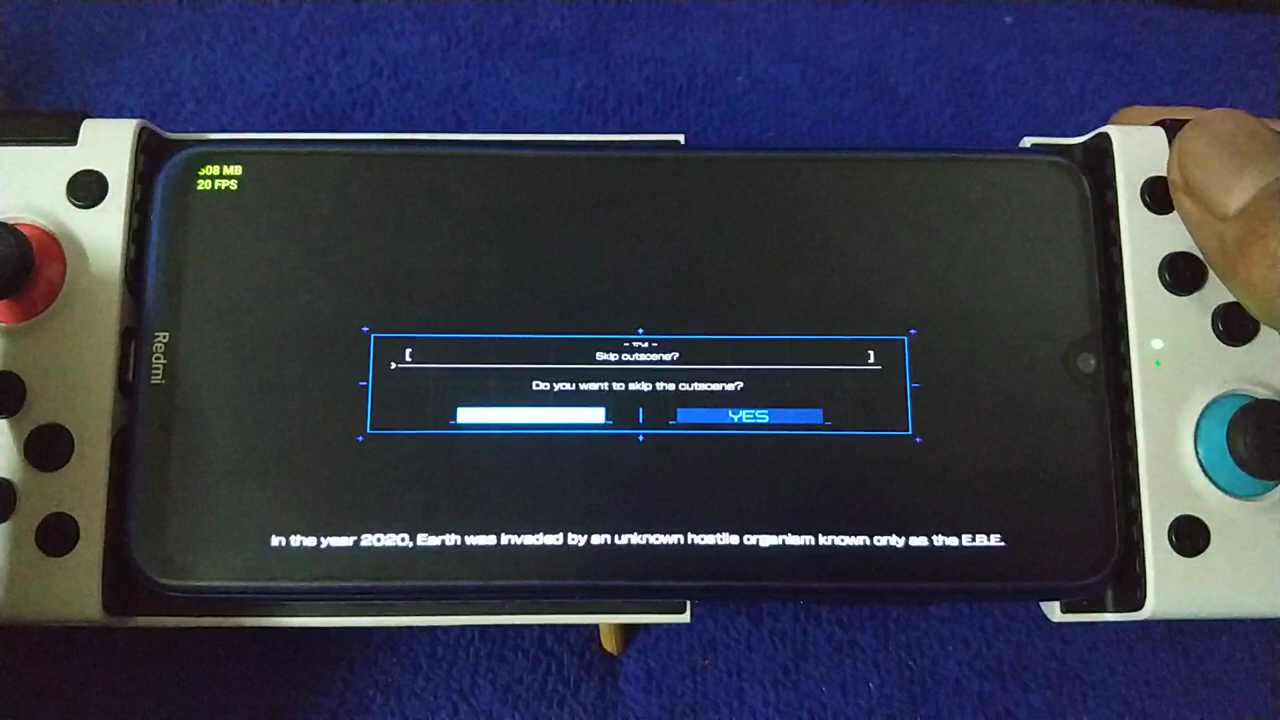 08 MB
20 FPS
Redmi
[ Skip cutscene? ]
Do you want to skip the cutscene?
YES
In the year 2020, Earth was invaded by an unknown hostile organism known only as the E.B.E.